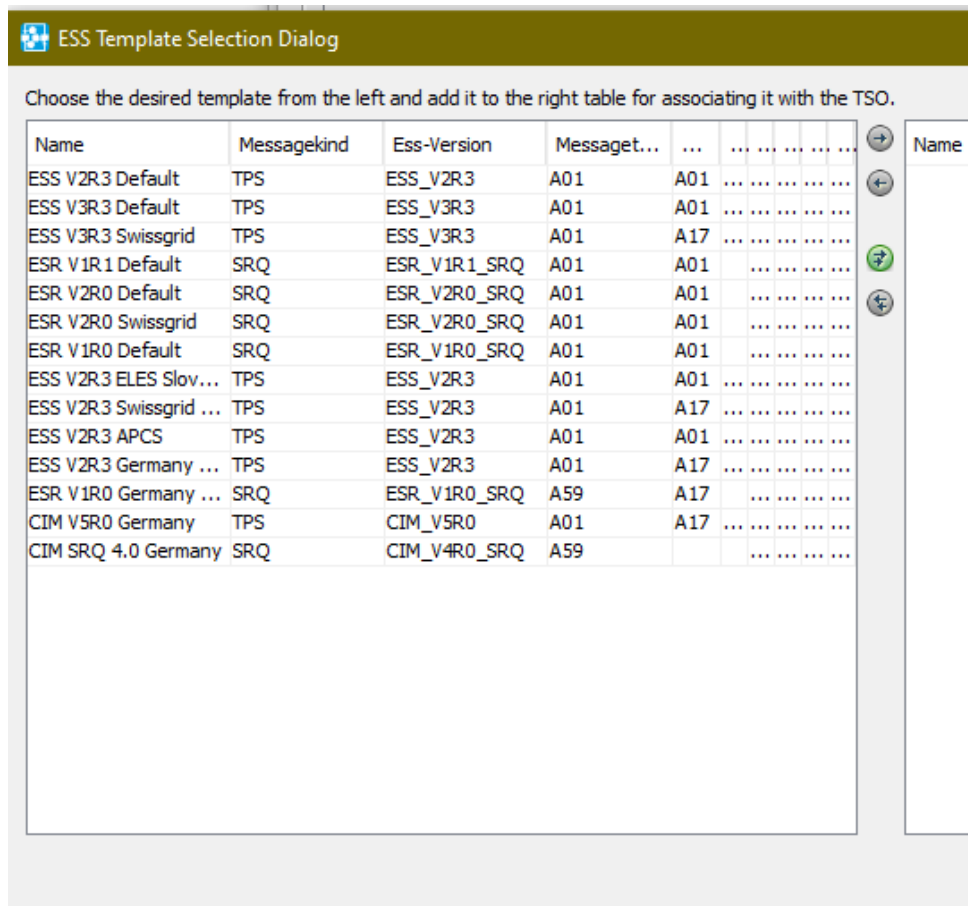 ESS Template Selection Dialog
Choose the desired template from the left and add it to the right table for associating it with the TSO.
Name Messagekind Ess-Version Messaget... ... ... ... ... ... ... Name
ESS V2R3 Default TPS ESS_V2R3 A01 A01 ... ... ... ... ...
ESS V3R3 Default TPS ESS_V3R3 A01 A01 ... ... ... ... ...
ESS V3R3 Swissgrid TPS ESS_V3R3 A01 A17 ... ... ... ... ...
ESR V1R1 Default SRQ ESR_V1R1_SRQ A01 A01 ... ... ... ...
ESR V2R0 Default SRQ ESR_V2R0_SRQ A01 A01 ... ... ... ...
ESR V2R0 Swissgrid SRQ ESR_V2R0_SRQ A01 A01 ... ... ... ...
ESR V1R0 Default SRQ ESR_V1R0_SRQ A01 A01 ... ... ... ...
ESS V2R3 ELES Slov... TPS ESS_V2R3 A01 A01 ... ... ... ... ...
ESS V2R3 Swissgrid ... TPS ESS_V2R3 A01 A17 ... ... ... ... ...
ESS V2R3 APCS TPS ESS_V2R3 A01 A01 ... ... ... ... ...
ESS V2R3 Germany ... TPS ESS_V2R3 A01 A17 ... ... ... ... ...
ESR V1R0 Germany ... SRQ ESR_V1R0_SRQ A59 A17 ... ... ... ...
CIM V5R0 Germany TPS CIM_V5R0 A01 A17 ... ... ... ... ...
CIM SRQ 4.0 Germany SRQ CIM_V4R0_SRQ A59 ... ... ... ...